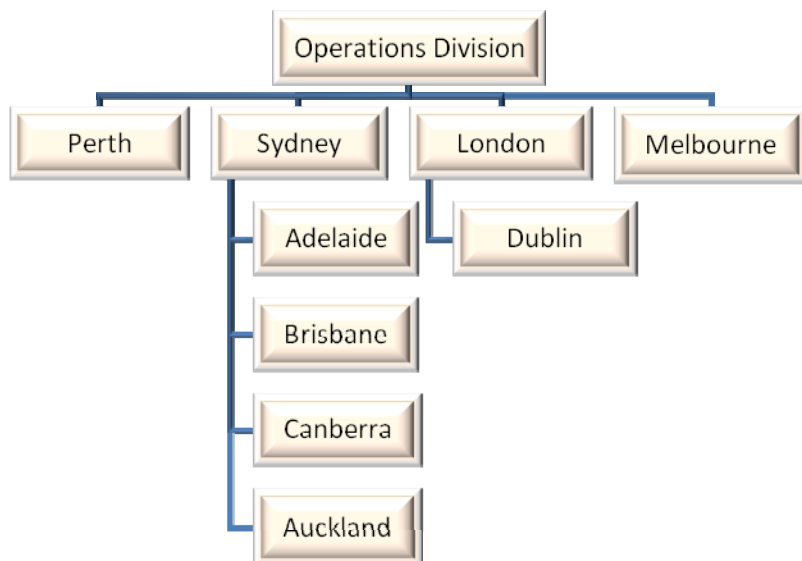 Operations Division
Perth
Sydney
London
Melbourne
Adelaide
Dublin
Brisbane
Canberra
Auckland